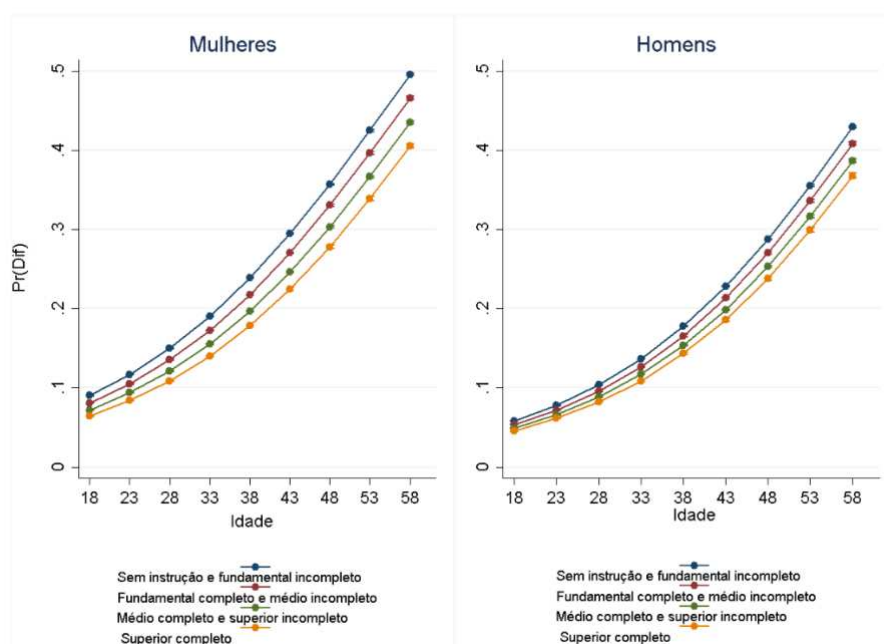 Mulheres
.5
.4
.3
.2
.1
0
Pr(Dif)
18 23 28 33 38 43 48 53 58
Idade
Sem instrução e fundamental incompleto
Fundamental completo e médio incompleto
Médio completo e superior incompleto
Superior completo
Homens
.5
.4
.3
.2
.1
0
18 23 28 33 38 43 48 53 58
Idade
Sem instrução e fundamental incompleto
Fundamental completo e médio incompleto
Médio completo e superior incompleto
Superior completo